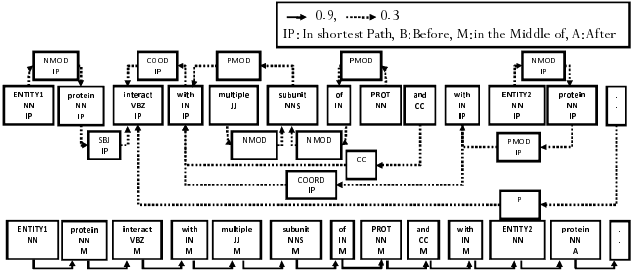 0.9, 0.3
IP: In shortest Path, B:Before, M:in the Middle of, A:After
NMOD IP COOD IP PMOD PMOD NMOD IP
ENTITY1 NN IP protein NN IP interact VBZ IP with IN IP multiple JJ subunit NNS of IN PROT NN and CC with IN IP ENTITY2 NN IP protein NN IP .
SBJ IP NMOD NMOD PMOD IP
CC
COORD IP
P
ENTITY1 NN protein NN M interact VBZ M with IN M multiple JJ M subunit NNS M of IN M PROT NN M and CC M with IN M ENTITY2 NN protein NN A .